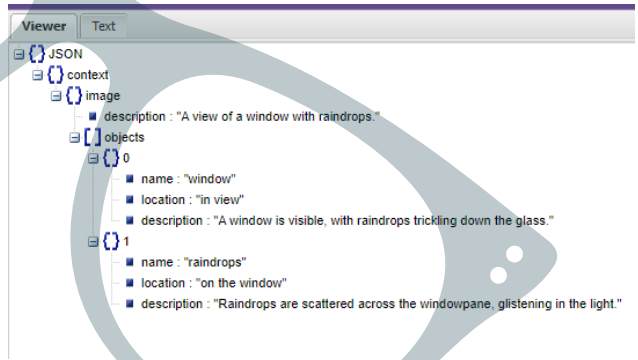 Viewer Text
JSON
context
image
description : "A view of a window with raindrops."
objects
0
name : "window"
location : "in view"
description : "A window is visible, with raindrops trickling down the glass."
1
name : "raindrops"
location : "on the window"
description : "Raindrops are scattered across the windowpane, glistening in the light."